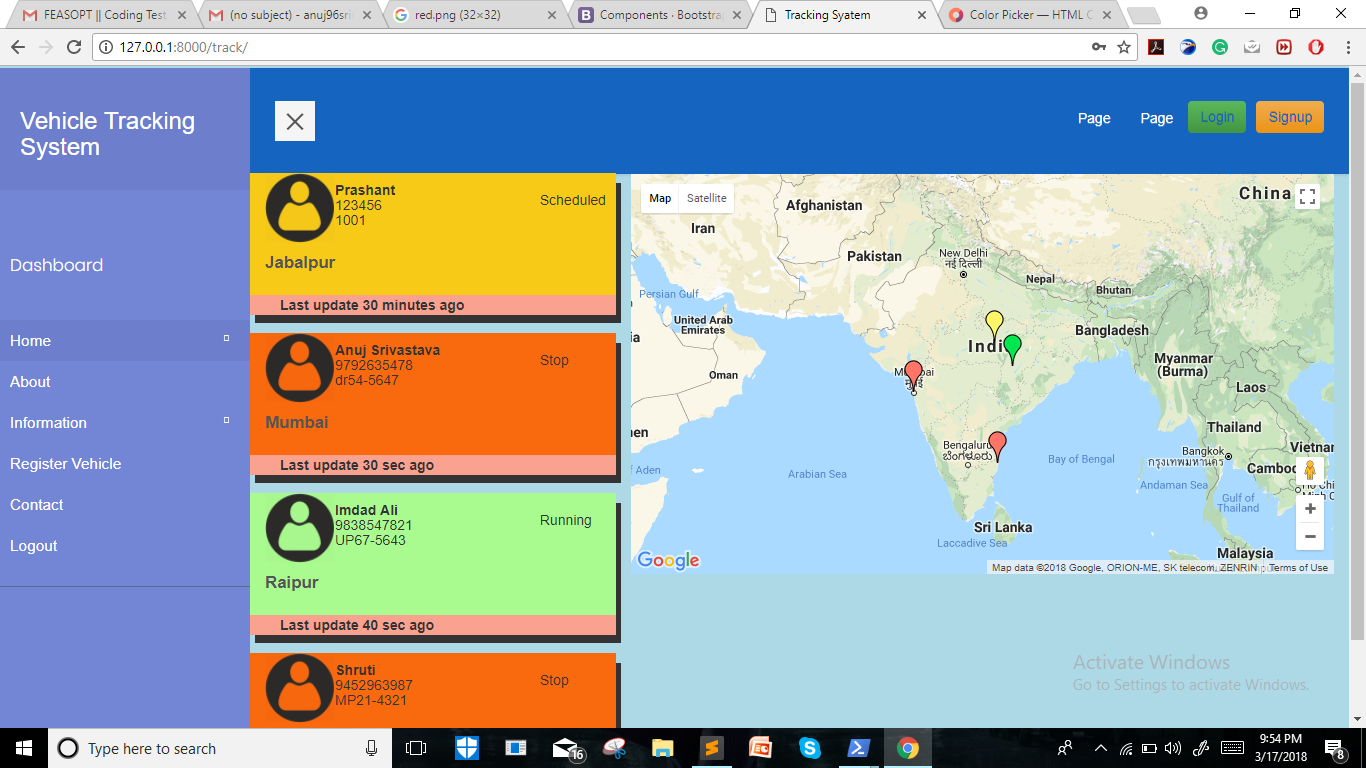 FEASOPT || Coding Test
(no subject) - anuj96sri
red.png (32×32)
Components · Bootstra
Tracking System
Color Picker — HTML C
127.0.0.1:8000/track/
Vehicle Tracking
System
Dashboard
Home
About
Information
Register Vehicle
Contact
Logout
Page
Page
Login
Signup
Prashant
123456
1001
Scheduled
Jabalpur
Last update 30 minutes ago
Anuj Srivastava
9792635478
dr54-5647
Stop
Mumbai
Last update 30 sec ago
Imdad Ali
9838547821
UP67-5643
Running
Raipur
Last update 40 sec ago
Shruti
9452963987
MP21-4321
Stop
Map
Satellite
China
Afghanistan
Iran
Pakistan
New Delhi
नई दिल्ली
Nepal
Bhutan
Persian Gulf
United Arab
Emirates
Bangladesh
Indi
Myanmar
(Burma)
Oman
Laos
Thailand
Bengaluru
ಬೆಂಗಳೂರು
Bangkok
กรุงเทพมหานคร
Vietnar
Cambo
Arabian Sea
Bay of Bengal
Andaman Sea
Gulf of
Thailand
f Aden
Sri Lanka
Laccadive Sea
Malaysia
Google
Map data ©2018 Google, ORION-ME, SK telecom, ZENRIN
Terms of Use
Activate Windows
Go to Settings to activate Windows.
Type here to search
16
9:54 PM
3/17/2018
8